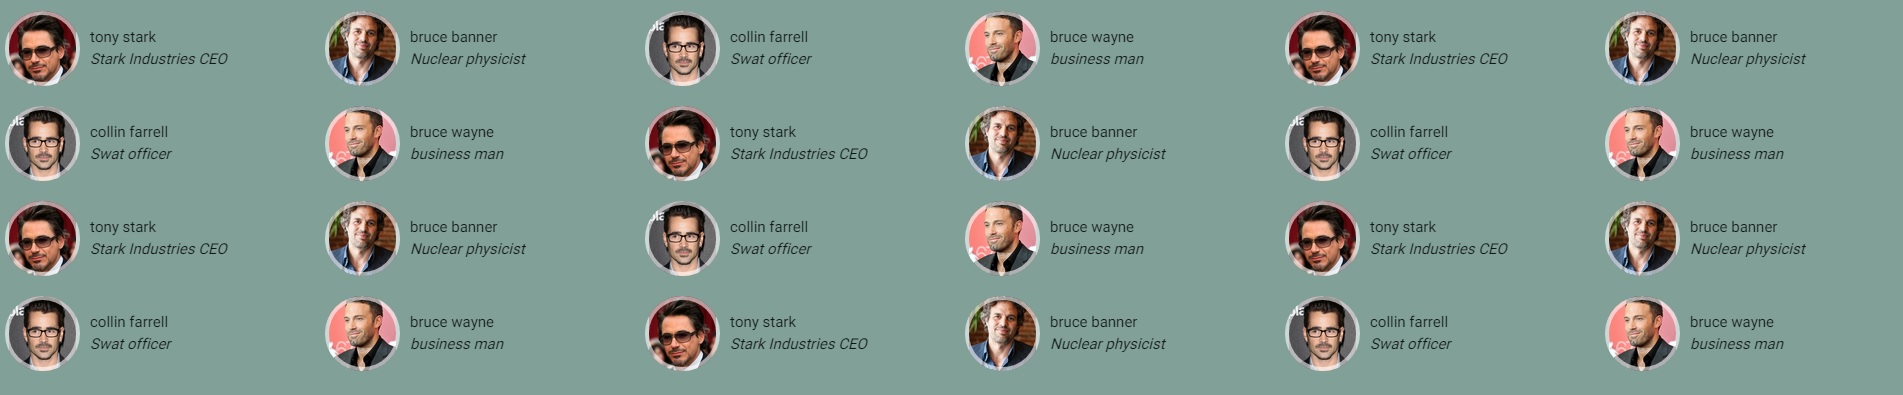 tony stark
Stark Industries CEO
bruce banner
Nuclear physicist
collin farrell
Swat officer
bruce wayne
business man
tony stark
Stark Industries CEO
bruce banner
Nuclear physicist
collin farrell
Swat officer
bruce wayne
business man
tony stark
Stark Industries CEO
bruce banner
Nuclear physicist
collin farrell
Swat officer
bruce wayne
business man
tony stark
Stark Industries CEO
bruce banner
Nuclear physicist
collin farrell
Swat officer
bruce wayne
business man
tony stark
Stark Industries CEO
bruce banner
Nuclear physicist
collin farrell
Swat officer
bruce wayne
business man
tony stark
Stark Industries CEO
bruce banner
Nuclear physicist
collin farrell
Swat officer
bruce wayne
business man